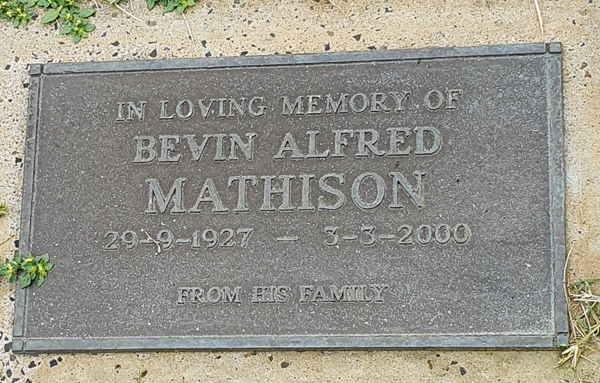 IN LOVING MEMORY OF
BEVIN ALFRED
MATHISON
29-9-1927 — 3-3-2000
FROM HIS FAMILY